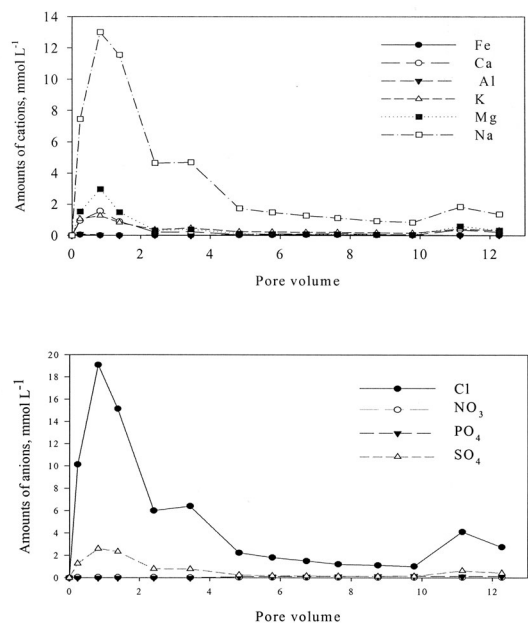 14
12
10
8
6
4
2
0
Amounts of cations, mmol L-1
Fe
Ca
Al
K
Mg
Na
0 2 4 6 8 10 12
Pore volume
20
18
16
14
12
10
8
6
4
2
0
Amounts of anions, mmol L-1
Cl
NO3
PO4
SO4
0 2 4 6 8 10 12
Pore volume